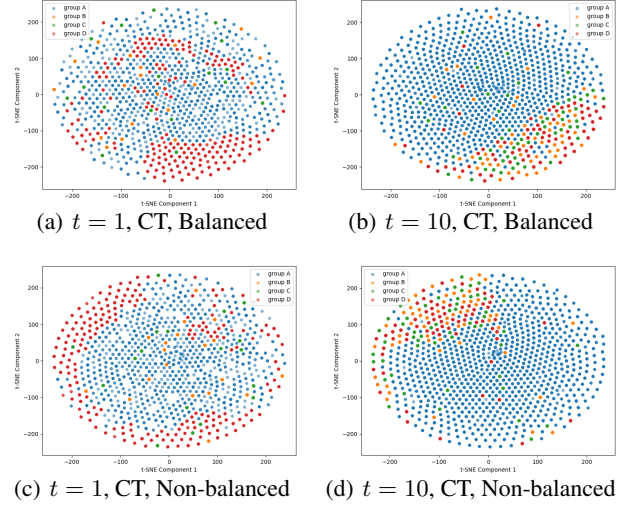 group A
group B
group C
group D
t-SNE Component 2
200
100
0
−100
−200
−200
−100
0
100
200
t-SNE Component 1
(a) t = 1, CT, Balanced
group A
group B
group C
group D
t-SNE Component 2
200
100
0
−100
−200
−200
−100
0
100
200
t-SNE Component 1
(b) t = 10, CT, Balanced
group A
group B
group C
group D
t-SNE Component 2
200
100
0
−100
−200
−200
−100
0
100
200
t-SNE Component 1
(c) t = 1, CT, Non-balanced
group A
group B
group C
group D
t-SNE Component 2
200
100
0
−100
−200
−200
−100
0
100
200
t-SNE Component 1
(d) t = 10, CT, Non-balanced